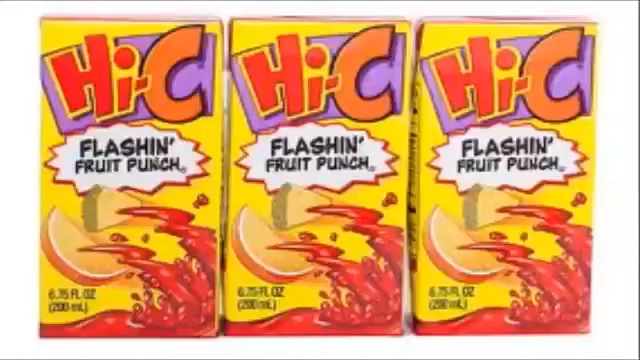 Hi-C
FLASHIN'
FRUIT PUNCH
6.75 FL OZ
(200 mL)
Hi-C
FLASHIN'
FRUIT PUNCH
6.75 FL OZ
(200 mL)
Hi-C
FLASHIN'
FRUIT PUNCH
6.75 FL OZ
(200 mL)